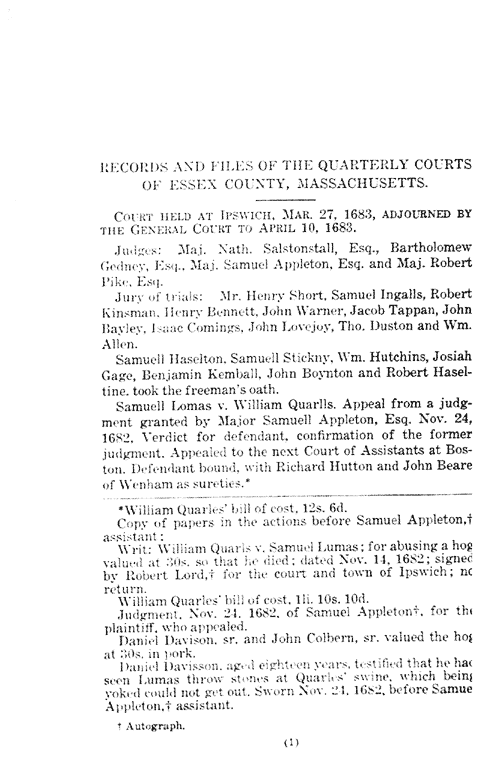 RECORDS AND FILES OF THE QUARTERLY COURTS
OF ESSEX COUNTY, MASSACHUSETTS.
COURT HELD AT IPSWICH, MAR. 27, 1683, ADJOURNED BY
THE GENERAL COURT TO APRIL 10, 1683.
Judges: Maj. Nath. Salstonstall, Esq., Bartholomew
Gedney, Esq., Maj. Samuel Appleton, Esq. and Maj. Robert
Pike, Esq.
Jury of trials: Mr. Henry Short, Samuel Ingalls, Robert
Kinsman, Henry Bennett, John Warner, Jacob Tappan, John
Bayley, Isaac Comings, John Lovejoy, Tho. Duston and Wm.
Allen.
Samuell Haselton, Samuell Stickny, Wm. Hutchins, Josiah
Gage, Benjamin Kemball, John Boynton and Robert Hasel-
tine, took the freeman's oath.
Samuell Lomas v. William Quarlls. Appeal from a judg-
ment granted by Major Samuell Appleton, Esq. Nov. 24,
1682. Verdict for defendant, confirmation of the former
judgment. Appealed to the next Court of Assistants at Bos-
ton. Defendant bound, with Richard Hutton and John Beare
of Wenham as sureties.*
*William Quarles' bill of cost, 12s. 6d.
Copy of papers in the actions before Samuel Appleton,†
assistant:
Writ: William Quarls v. Samuel Lumas; for abusing a hog
valued at 30s. so that he died; dated Nov. 14, 1682; signed
by Robert Lord,† for the court and town of Ipswich; no
return.
William Quarles' bill of cost, 1li. 10s. 10d.
Judgment, Nov. 24, 1682, of Samuel Appleton†, for the
plaintiff, who appealed.
Daniel Davison, sr. and John Colbern, sr. valued the hog
at 30s. in pork.
Daniel Davisson, aged eighteen years, testified that he had
seen Lumas throw stones at Quarles' swine, which being
yoked could not get out. Sworn Nov. 24, 1682, before Samue
Appleton,† assistant.
† Autograph.
(1)